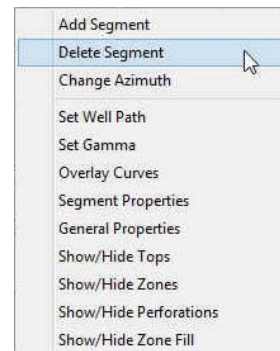 Add Segment
Delete Segment
Change Azimuth
Set Well Path
Set Gamma
Overlay Curves
Segment Properties
General Properties
Show/Hide Tops
Show/Hide Zones
Show/Hide Perforations
Show/Hide Zone Fill